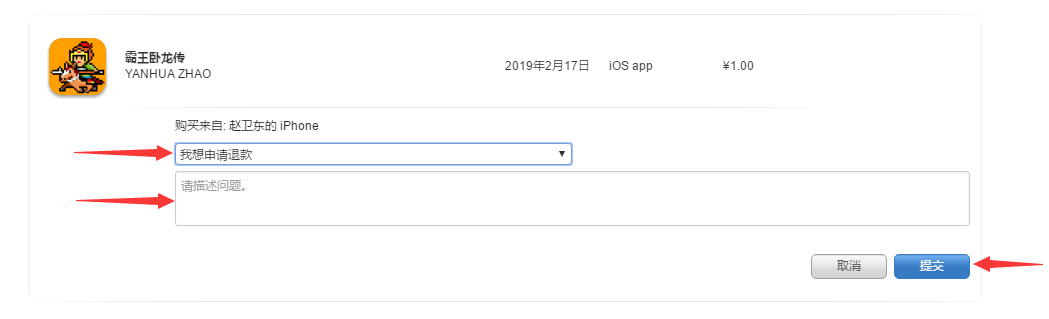 霸王卧龙传
YANHUA ZHAO
2019年2月17日 iOS app ¥1.00
购买来自: 赵卫东的 iPhone
我想申请退款
请描述问题。
取消 提交